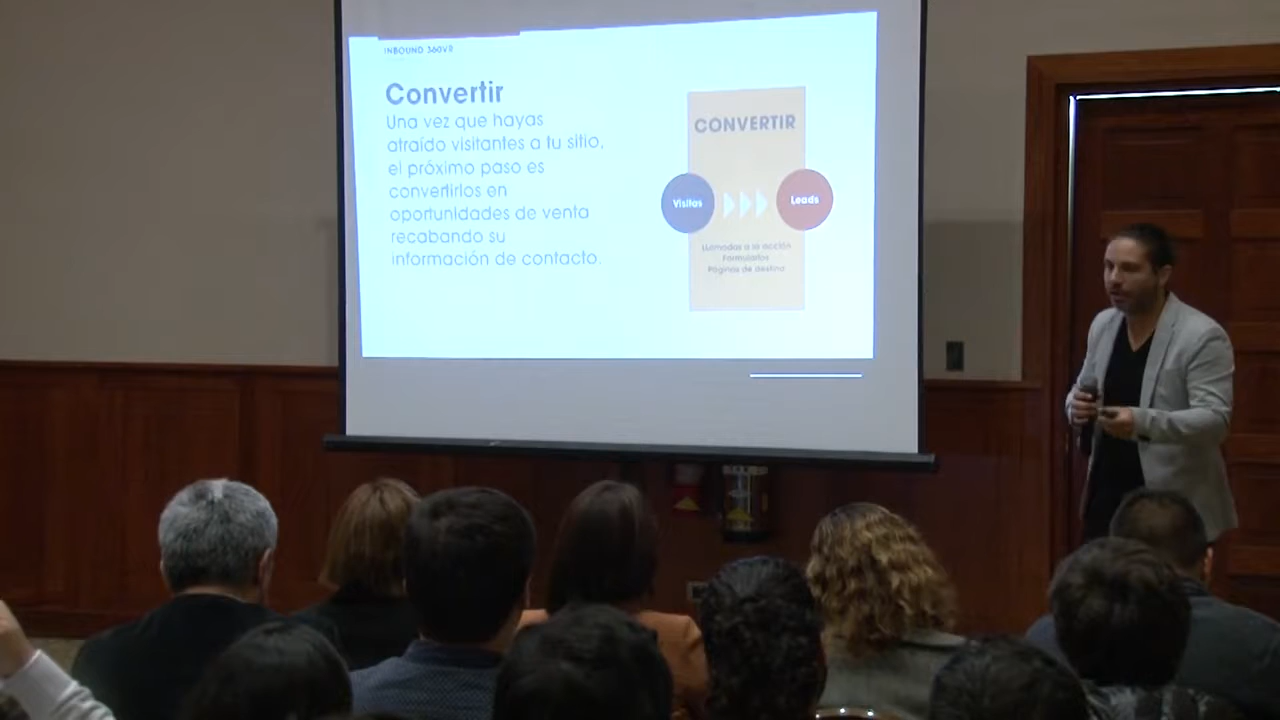 INBOUND 360VR
Convertir
Una vez que hayas
atraído visitantes a tu sitio,
el próximo paso es
convertirlos en
oportunidades de venta
recabando su
información de contacto.
CONVERTIR
Visitas
Leads
Llamadas a la acción
Formularios
Páginas de destino